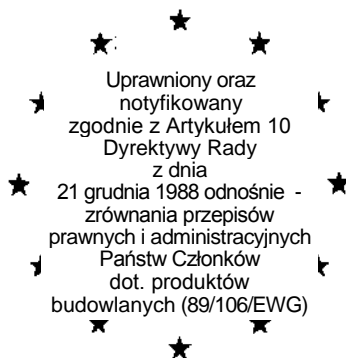 Uprawniony oraz
notyfikowany
zgodnie z Artykułem 10
Dyrektywy Rady
z dnia
21 grudnia 1988 odnośnie -
zrównania przepisów
prawnych i administracyjnych
Państw Członków
dot. produktów
budowlanych (89/106/EWG)